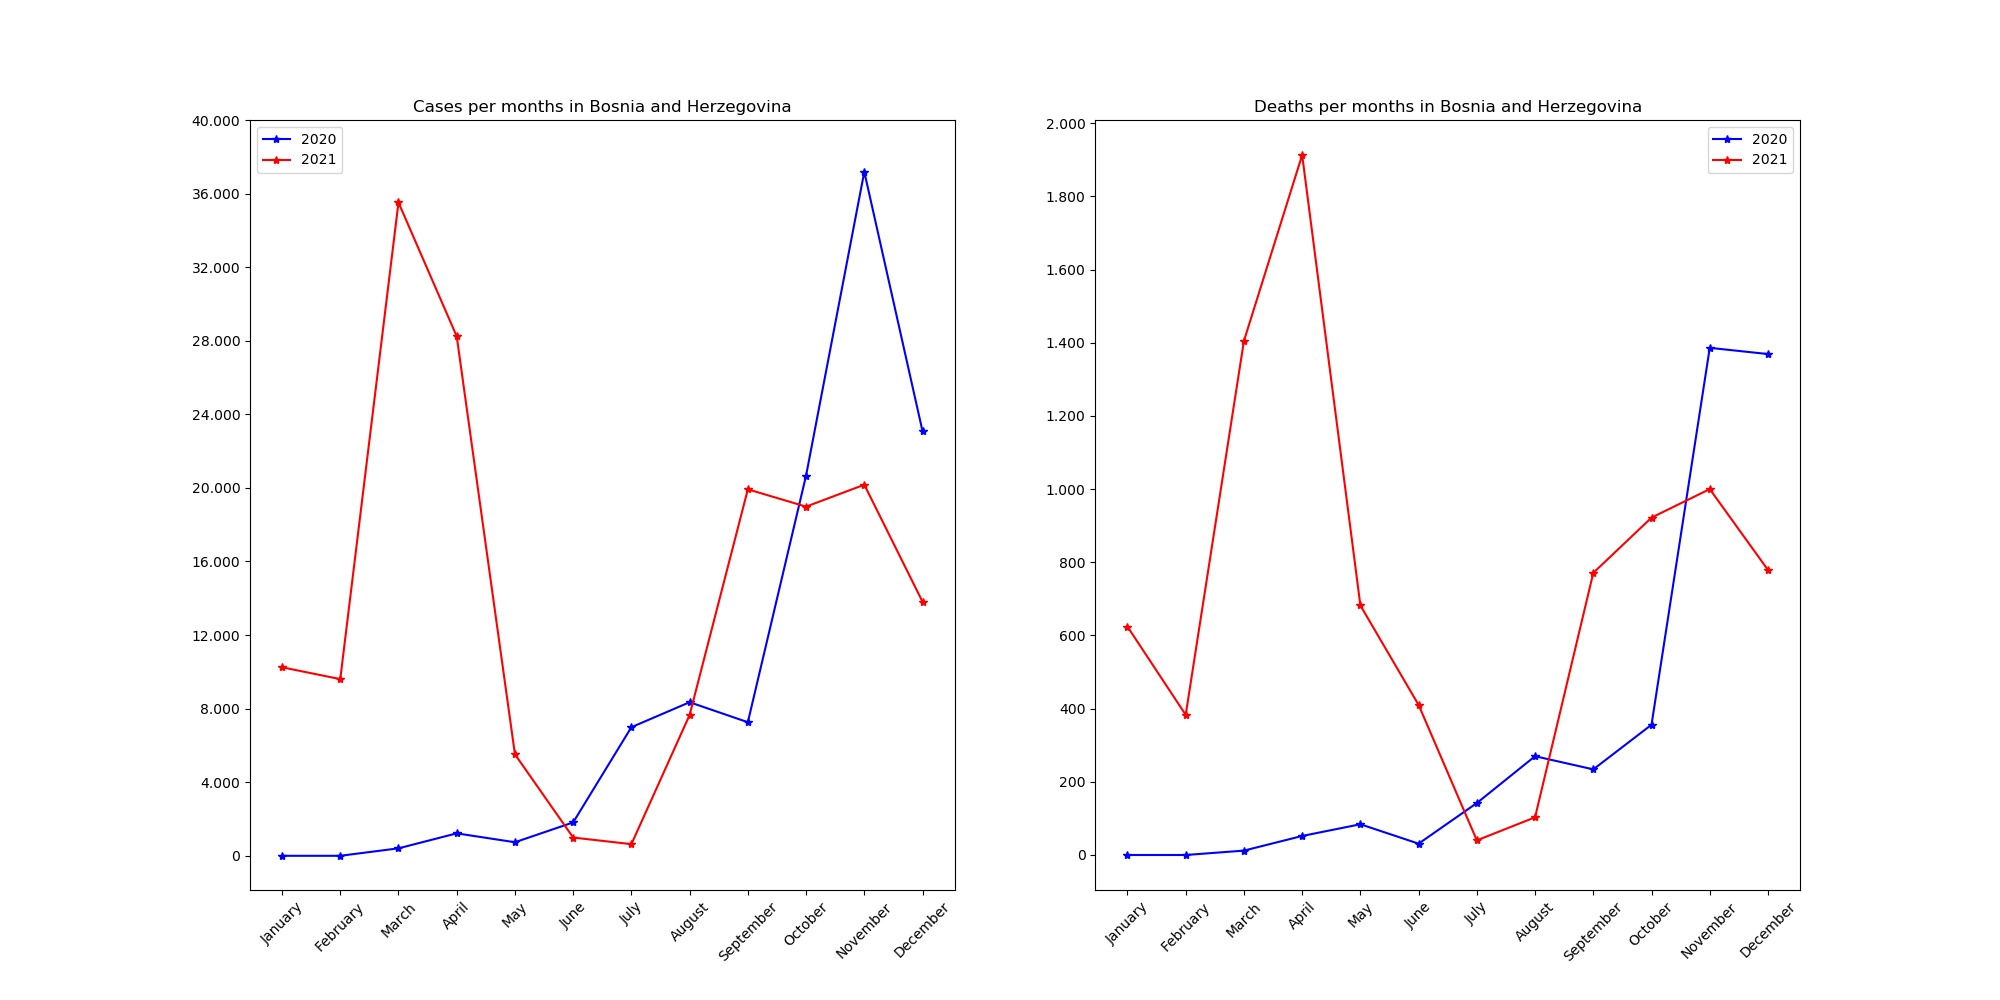 Cases per months in Bosnia and Herzegovina
40.000
36.000
32.000
28.000
24.000
20.000
16.000
12.000
8.000
4.000
0
2020
2021
January
February
March
April
May
June
July
August
September
October
November
December
Deaths per months in Bosnia and Herzegovina
2.000
1.800
1.600
1.400
1.200
1.000
800
600
400
200
0
2020
2021
January
February
March
April
May
June
July
August
September
October
November
December